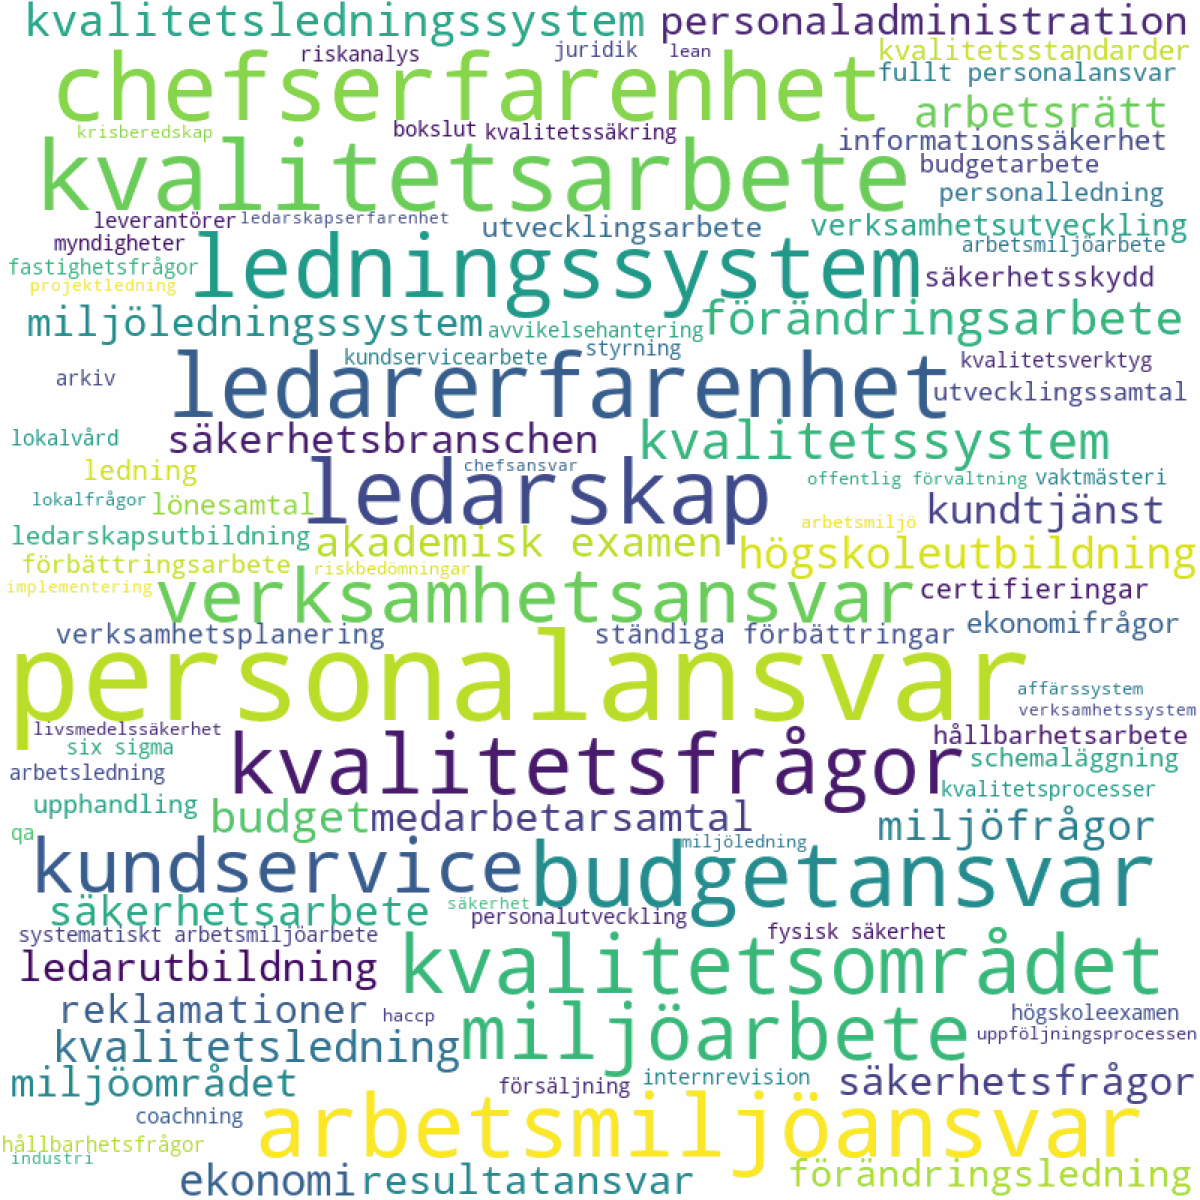 kvalitetsledningssystem
personaladministration
riskanalys
juridik
lean
kvalitetsstandarder
chefserfarenhet
fullt personalansvar
arbetsrätt
krisberedskap
bokslut
kvalitetssäkring
informationssäkerhet
kvalitetsarbete
budgetarbete
personalledning
leverantörer
ledarskapserfarenhet
utvecklingsarbete
verksamhetsutveckling
myndigheter
arbetsmiljöarbete
fastighetsfrågor
ledningssystem
säkerhetsskydd
projektledning
miljöledningssystem
avvikelsehantering
förändringsarbete
kundservicearbete
styrning
kvalitetsverktyg
arkiv
ledarerfarenhet
utvecklingssamtal
lokalvård
säkerhetsbranschen
kvalitetssystem
ledning
chefsansvar
offentlig förvaltning
vaktmästeri
lokalfrågor
lönesamtal
ledarskap
arbetsmiljö
kundtjänst
ledarskapsutbildning
akademisk examen
högskoleutbildning
förbättringsarbete
riskbedömningar
implementering
verksamhetsansvar
certifieringar
verksamhetsplanering
ständiga förbättringar
ekonomifrågor
personalansvar
affärssystem
verksamhetssystem
livsmedelssäkerhet
kvalitetsfrågor
hållbarhetsarbete
six sigma
schemaläggning
arbetsledning
kvalitetsprocesser
upphandling
budget
medarbetarsamtal
miljöfrågor
qa
miljöledning
kundservice
budgetansvar
säkerhetsarbete
säkerhet
personalutveckling
systematiskt arbetsmiljöarbete
fysisk säkerhet
ledarutbildning
kvalitetsområdet
reklamationer
haccp
miljöarbete
högskoleexamen
uppföljningsprocessen
kvalitetsledning
miljöområdet
försäljning
internrevision
säkerhetsfrågor
coachning
arbetsmiljöansvar
hållbarhetsfrågor
industri
ekonomi
resultatansvar
förändringsledning